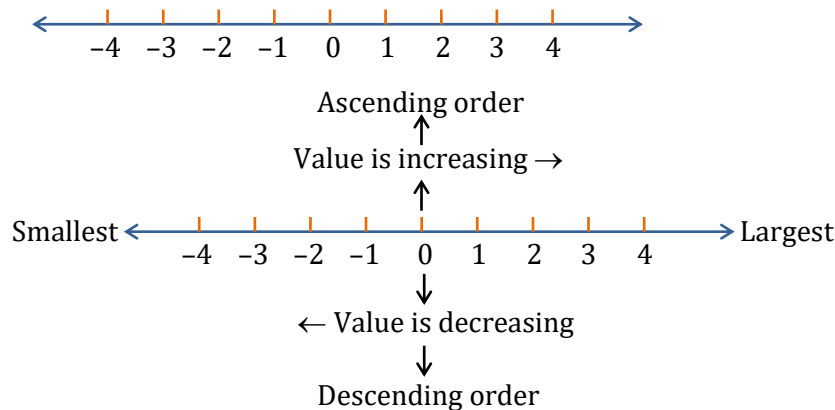 –4 –3 –2 –1 0 1 2 3 4
Ascending order
Value is increasing →
Smallest Largest
–4 –3 –2 –1 0 1 2 3 4
← Value is decreasing
Descending order